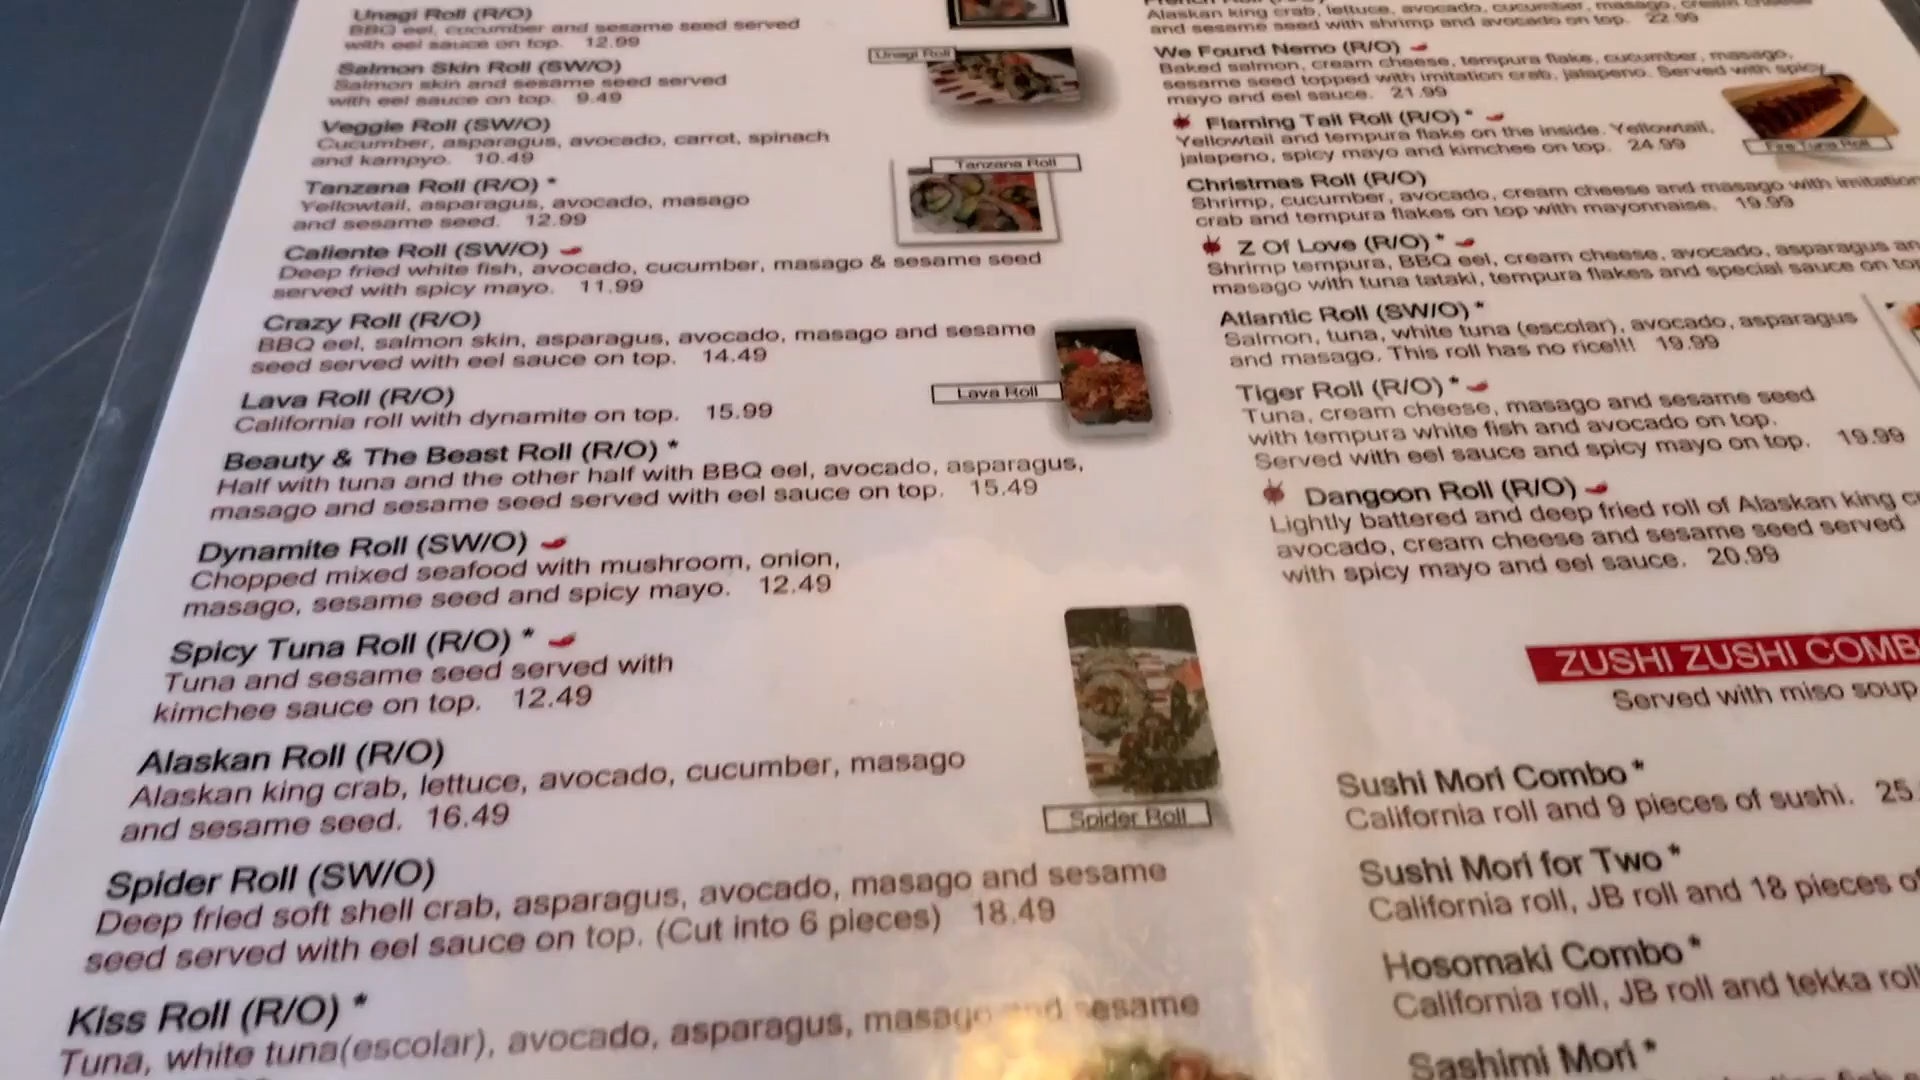 Unagi Roll (R/O)
BBQ eel, cucumber and sesame seed served
with eel sauce on top. 12.99
Unagi Roll
Salmon Skin Roll (SW/O)
Salmon skin and sesame seed served
with eel sauce on top. 9.49
Veggie Roll (SW/O)
Cucumber, asparagus, avocado, carrot, spinach
and kampyo. 10.49
Tanzana Roll
Tanzana Roll (R/O) *
Yellowtail, asparagus, avocado, masago
and sesame seed. 12.99
Caliente Roll (SW/O)
Deep fried white fish, avocado, cucumber, masago & sesame seed
served with spicy mayo. 11.99
Crazy Roll (R/O)
BBQ eel, salmon skin, asparagus, avocado, masago and sesame
seed served with eel sauce on top. 14.49
Lava Roll (R/O)
California roll with dynamite on top. 15.99
Lava Roll
Beauty & The Beast Roll (R/O) *
Half with tuna and the other half with BBQ eel, avocado, asparagus,
masago and sesame seed served with eel sauce on top. 15.49
Dynamite Roll (SW/O)
Chopped mixed seafood with mushroom, onion,
masago, sesame seed and spicy mayo. 12.49
Spicy Tuna Roll (R/O) *
Tuna and sesame seed served with
kimchee sauce on top. 12.49
Alaskan Roll (R/O)
Alaskan king crab, lettuce, avocado, cucumber, masago
and sesame seed. 16.49
Spider Roll
Spider Roll (SW/O)
Deep fried soft shell crab, asparagus, avocado, masago and sesame
seed served with eel sauce on top. (Cut into 6 pieces) 18.49
Kiss Roll (R/O) *
Tuna, white tuna(escolar), avocado, asparagus, masago and sesame
Alaskan king crab, lettuce, avocado, cucumber, masago, cream cheese
and sesame seed with shrimp and avocado on top. 22.99
We Found Nemo (R/O)
Baked salmon, cream cheese, tempura flake, cucumber, masago,
sesame seed topped with imitation crab, jalapeno. Served with spicy
mayo and eel sauce. 21.99
Flaming Tail Roll (R/O) *
Yellowtail and tempura flake on the inside. Yellowtail,
jalapeno, spicy mayo and kimchee on top. 24.99
Fire Tuna Roll
Christmas Roll (R/O)
Shrimp, cucumber, avocado, cream cheese and masago with imitation
crab and tempura flakes on top with mayonnaise. 19.99
Z Of Love (R/O) *
Shrimp tempura, BBQ eel, cream cheese, avocado, asparagus an
masago with tuna tataki, tempura flakes and special sauce on top
Atlantic Roll (SW/O) *
Salmon, tuna, white tuna (escolar), avocado, asparagus
and masago. This roll has no rice!!! 19.99
Tiger Roll (R/O) *
Tuna, cream cheese, masago and sesame seed
with tempura white fish and avocado on top.
Served with eel sauce and spicy mayo on top. 19.99
Dangoon Roll (R/O)
Lightly battered and deep fried roll of Alaskan king c
avocado, cream cheese and sesame seed served
with spicy mayo and eel sauce. 20.99
ZUSHI ZUSHI COMB
Served with miso soup
Sushi Mori Combo *
California roll and 9 pieces of sushi. 25.
Sushi Mori for Two *
California roll, JB roll and 18 pieces of
Hosomaki Combo *
California roll, JB roll and tekka roll
Sashimi Mori *